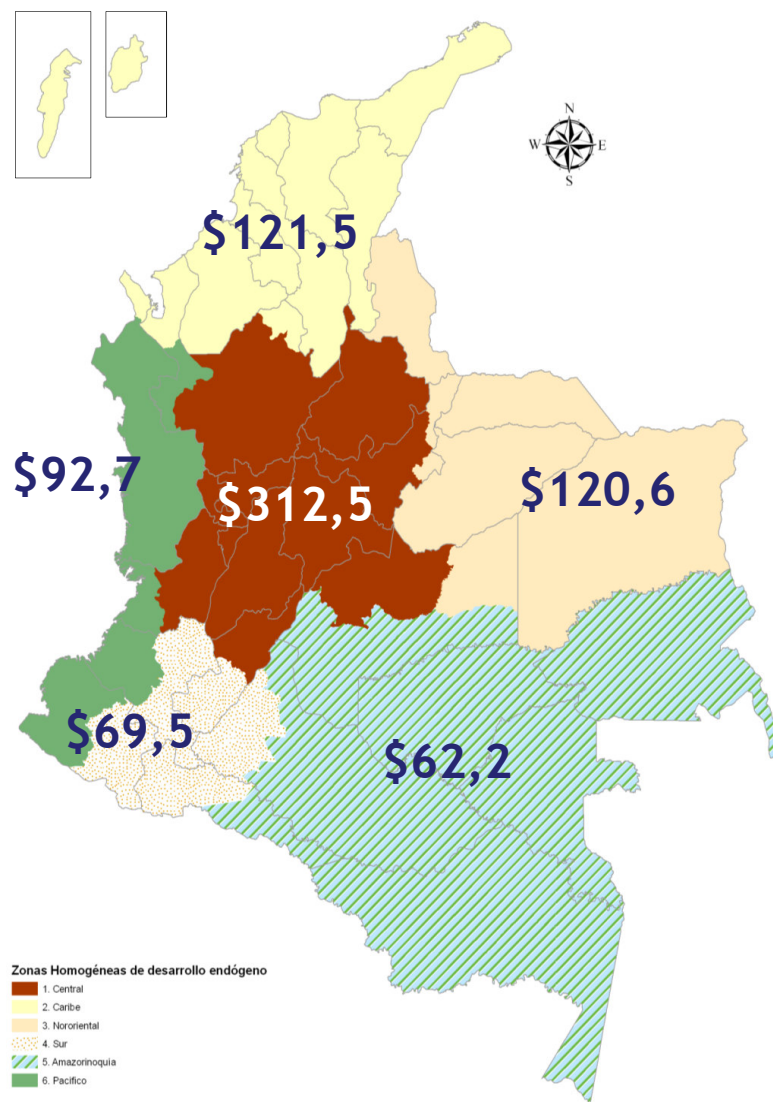 N
W E
S
$121,5
$92,7
$312,5
$120,6
$69,5
$62,2
Zonas Homogéneas de desarrollo endógeno
1. Central
2. Caribe
3. Nororiental
4. Sur
5. Amazorinoquia
6. Pacífico